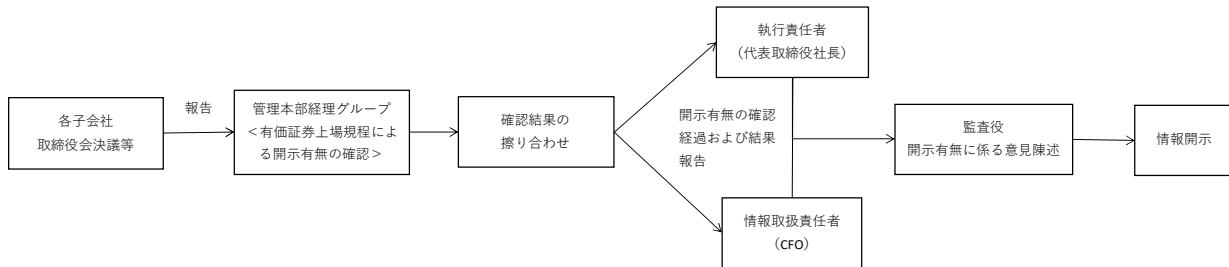 各子会社
取締役会決議等
報告
管理本部経理グループ
＜有価証券上場規程によ
る開示有無の確認＞
確認結果の
擦り合わせ
執行責任者
（代表取締役社長）
開示有無の確認
経過および結果
報告
情報取扱責任者
（CFO）
監査役
開示有無に係る意見陳述
情報開示